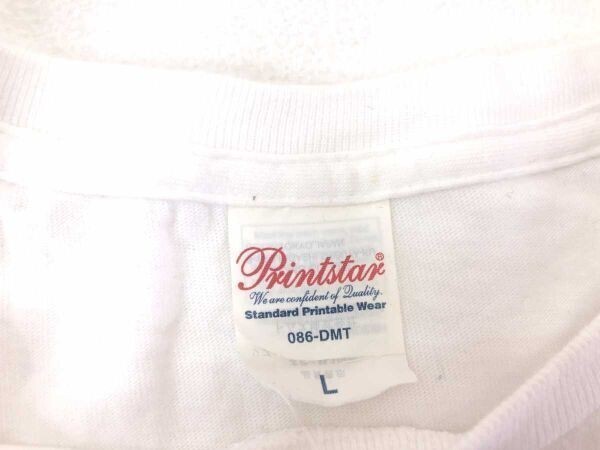 Printstar®
We are confident of Quality.
Standard Printable Wear
086-DMT
L